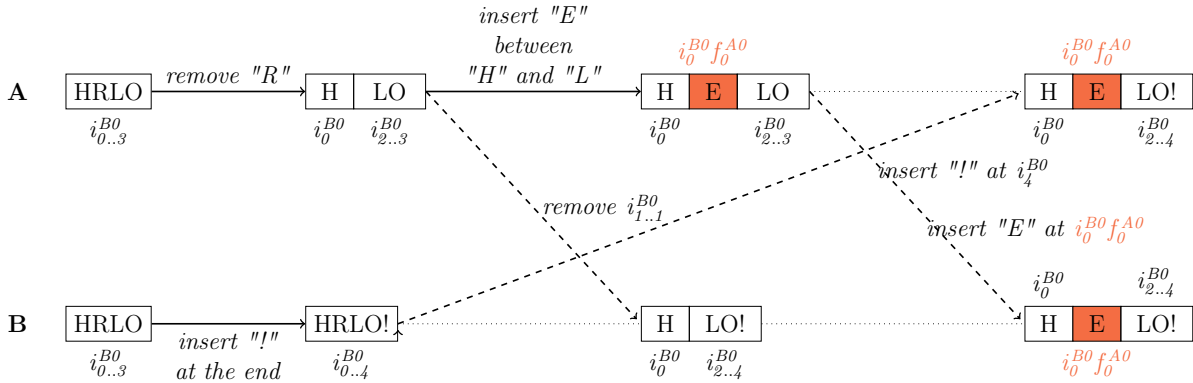 insert "E"
between
"H" and "L"
remove "R"
i_0^{B0} f_0^{A0}
i_0^{B0} f_0^{A0}
A
HRLO
H
LO
H
E
LO
H
E
LO!
i_{0..3}^{B0}
i_0^{B0}
i_{2..3}^{B0}
i_0^{B0}
i_{2..3}^{B0}
i_0^{B0}
i_{2..4}^{B0}
insert "!" at i_4^{B0}
remove i_{1..1}^{B0}
insert "E" at i_0^{B0} f_0^{A0}
i_0^{B0}
i_{2..4}^{B0}
B
HRLO
HRLO!
H
LO!
H
E
LO!
insert "!"
at the end
i_{0..3}^{B0}
i_{0..4}^{B0}
i_0^{B0}
i_{2..4}^{B0}
i_0^{B0} f_0^{A0}